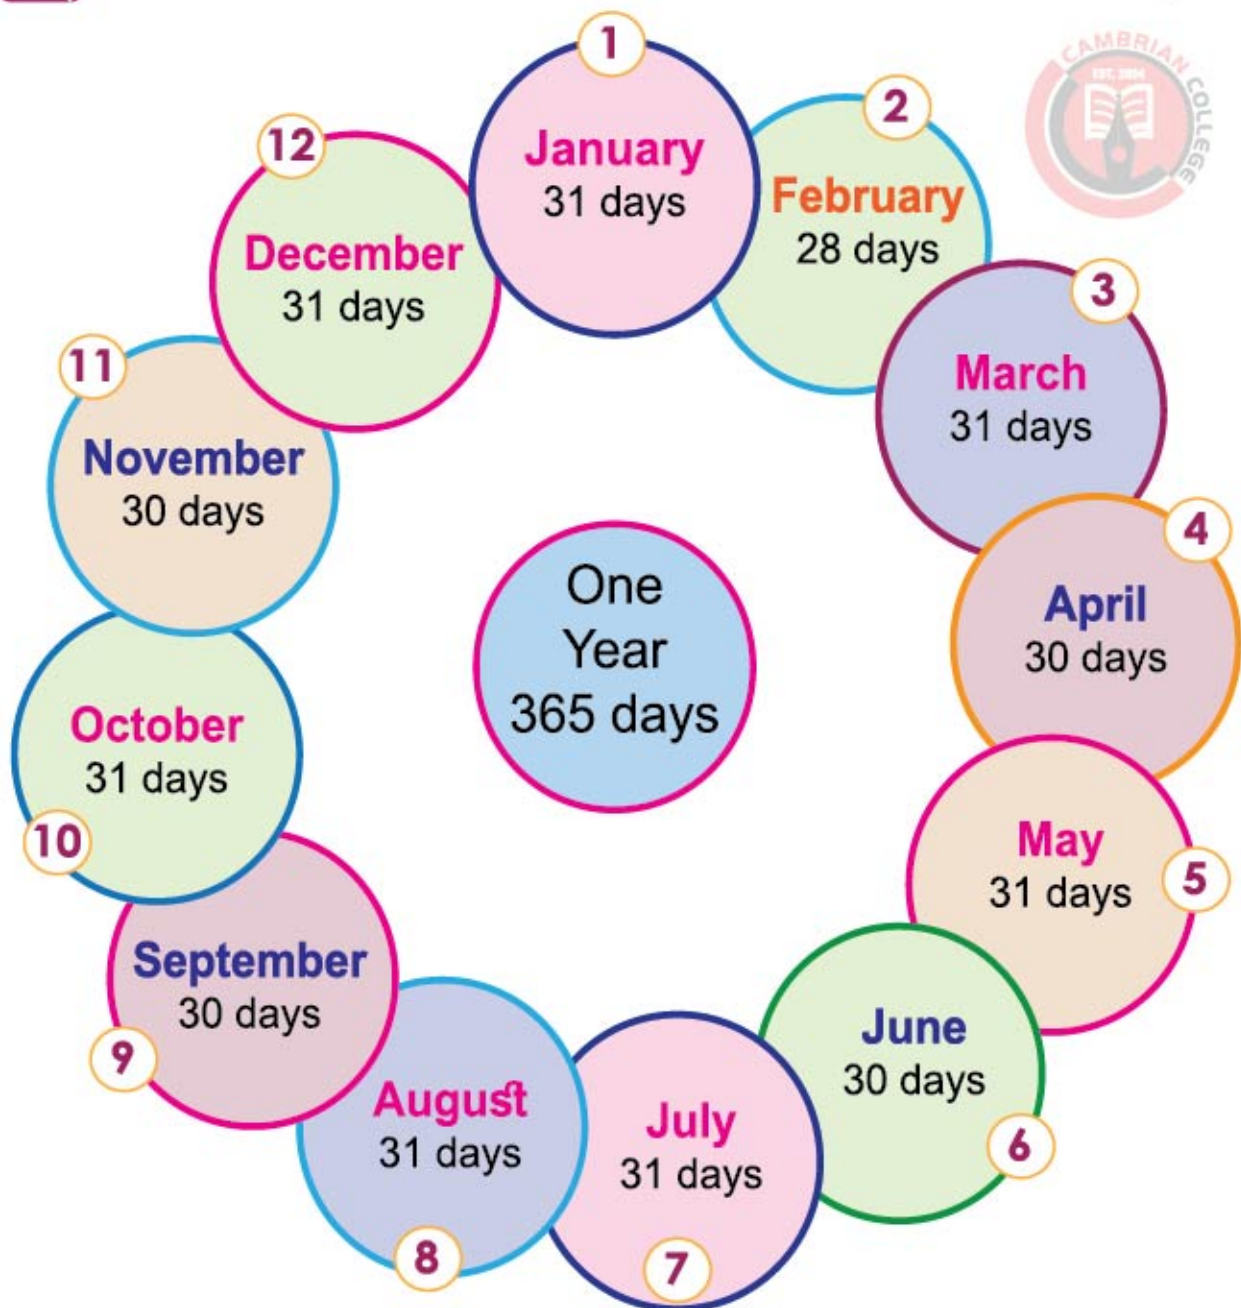 1
January
31 days
2
February
28 days
3
March
31 days
4
April
30 days
5
May
31 days
6
June
30 days
7
July
31 days
8
August
31 days
9
September
30 days
10
October
31 days
11
November
30 days
12
December
31 days
One
Year
365 days
CAMBRIAN COLLEGE